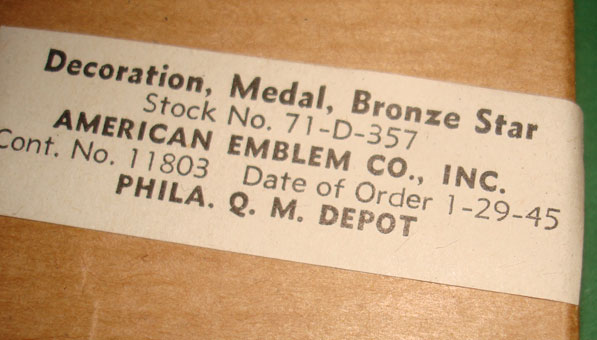 Decoration, Medal, Bronze Star
Stock No. 71-D-357
AMERICAN EMBLEM CO., INC.
Cont. No. 11803 Date of Order 1-29-45
PHILA. Q. M. DEPOT